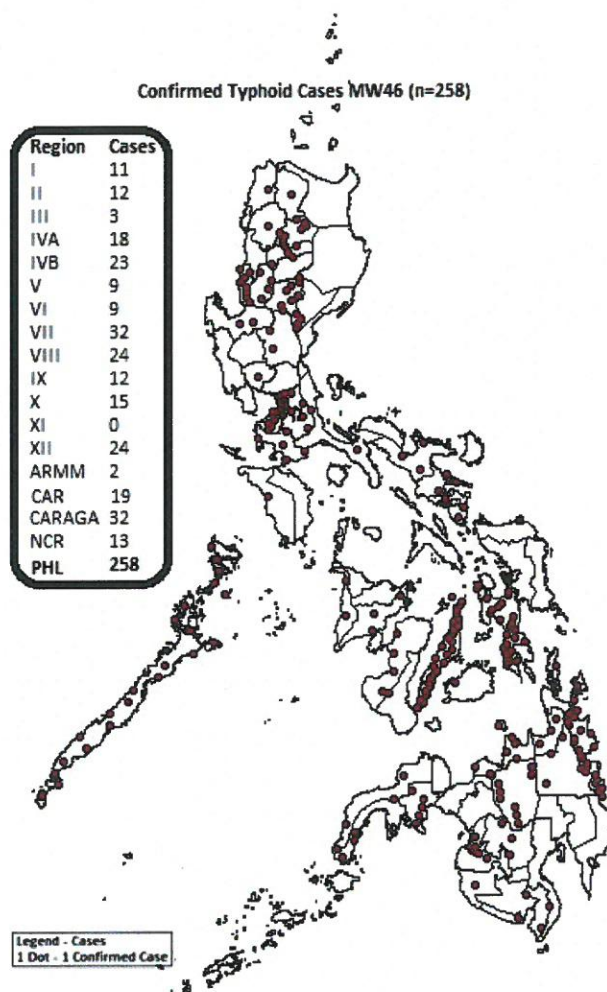 Confirmed Typhoid Cases MW46 (n=258)
Region Cases
I 11
II 12
III 3
IVA 18
IVB 23
V 9
VI 9
VII 32
VIII 24
IX 12
X 15
XI 0
XII 24
ARMM 2
CAR 19
CARAGA 32
NCR 13
PHL 258
Legend - Cases
1 Dot - 1 Confirmed Case